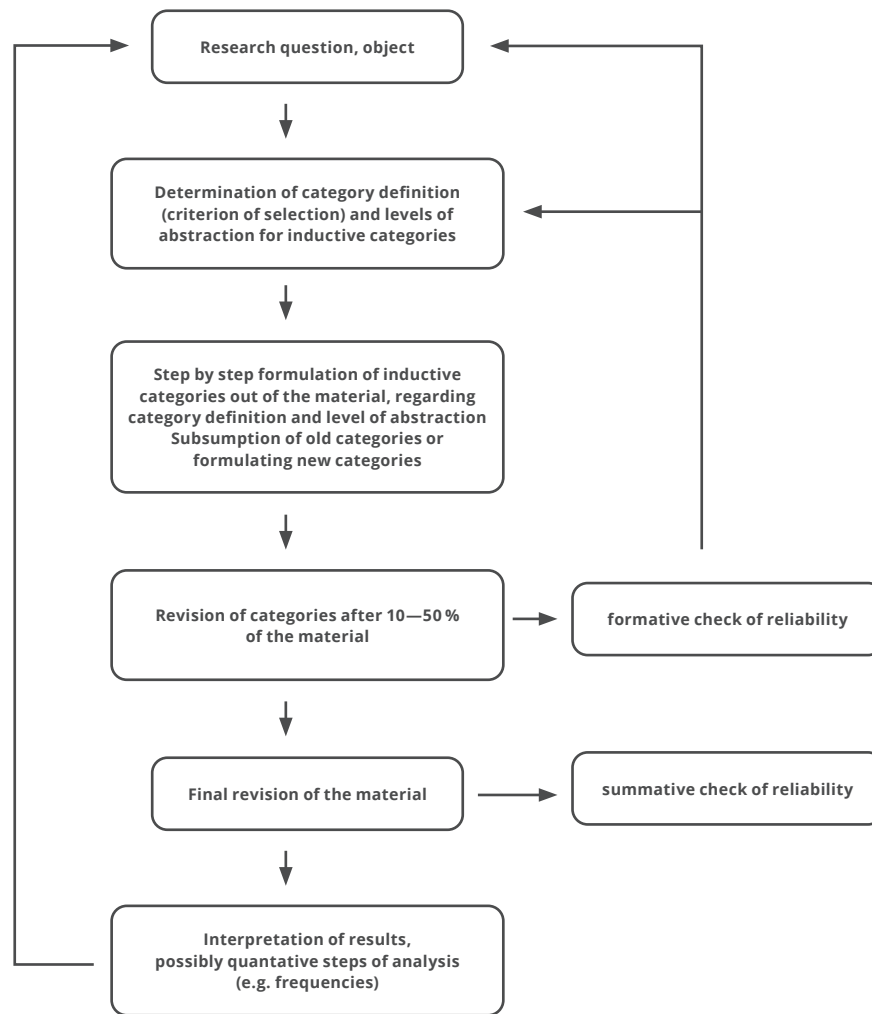 Research question, object
Determination of category definition
(criterion of selection) and levels of
abstraction for inductive categories
Step by step formulation of inductive
categories out of the material, regarding
category definition and level of abstraction
Subsumption of old categories or
formulating new categories
Revision of categories after 10—50 %
of the material
formative check of reliability
Final revision of the material
summative check of reliability
Interpretation of results,
possibly quantative steps of analysis
(e.g. frequencies)